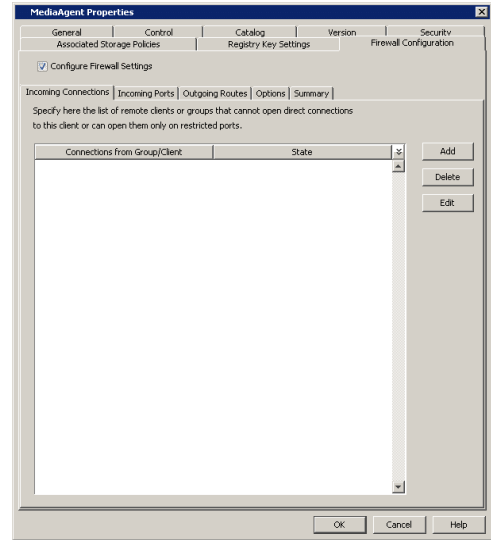 MediaAgent Properties
General Control Catalog Version Security
Associated Storage Policies Registry Key Settings Firewall Configuration
Configure Firewall Settings
Incoming Connections Incoming Ports Outgoing Routes Options Summary
Specify here the list of remote clients or groups that cannot open direct connections
to this client or can open them only on restricted ports.
Connections from Group/Client State
Add
Delete
Edit
OK Cancel Help